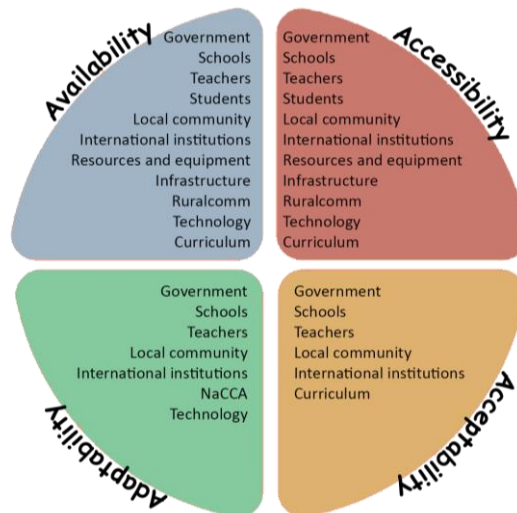 Availability
Government
Schools
Teachers
Students
Local community
International institutions
Resources and equipment
Infrastructure
Ruralcomm
Technology
Curriculum
Accessibility
Government
Schools
Teachers
Students
Local community
International institutions
Resources and equipment
Infrastructure
Ruralcomm
Technology
Curriculum
Adaptability
Government
Schools
Teachers
Local community
International institutions
NaCCA
Technology
Acceptability
Government
Schools
Teachers
Local community
International institutions
Curriculum